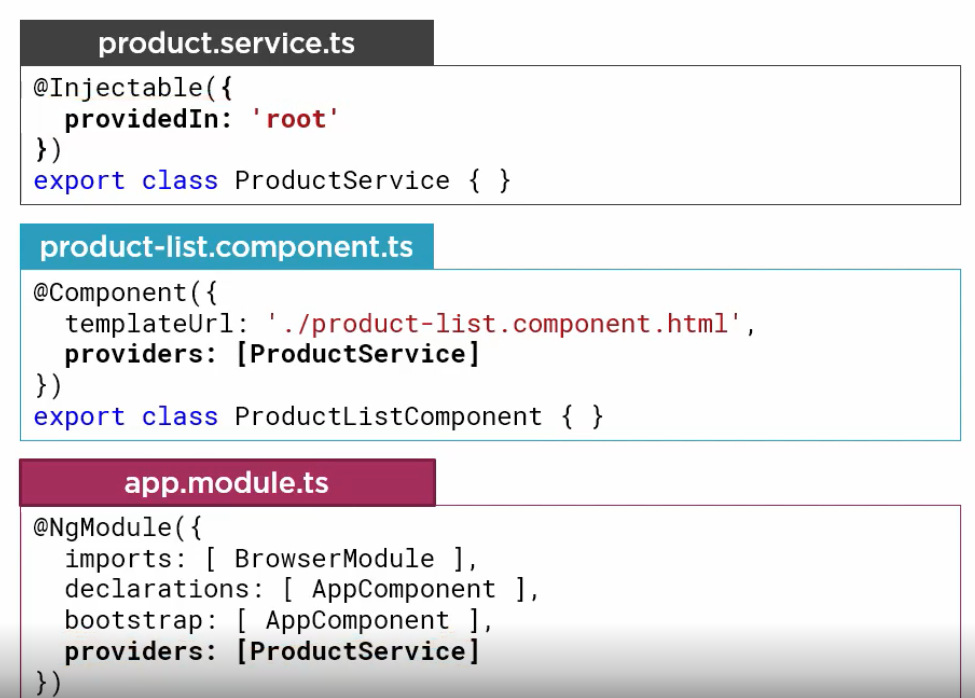 product.service.ts
@Injectable({
  providedIn: 'root'
})
export class ProductService { }
product-list.component.ts
@Component({
  templateUrl: './product-list.component.html',
  providers: [ProductService]
})
export class ProductListComponent { }
app.module.ts
@NgModule({
  imports: [ BrowserModule ],
  declarations: [ AppComponent ],
  bootstrap: [ AppComponent ],
  providers: [ProductService]
})